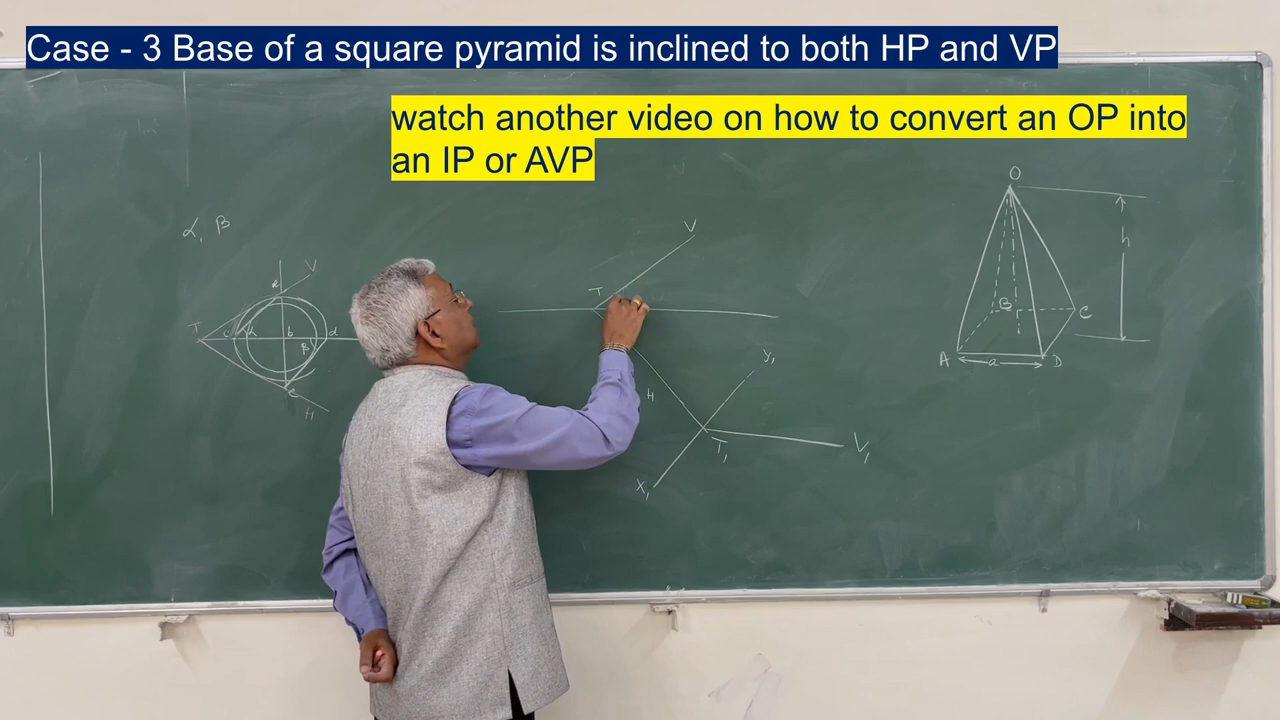 Case - 3 Base of a square pyramid is inclined to both HP and VP
watch another video on how to convert an OP into
an IP or AVP
α, β
V
T
d
c
k
b
d
β
e
H
V
T
H
X₁
Y₁
T₁
V₁
O
h
B
C
A
a
D